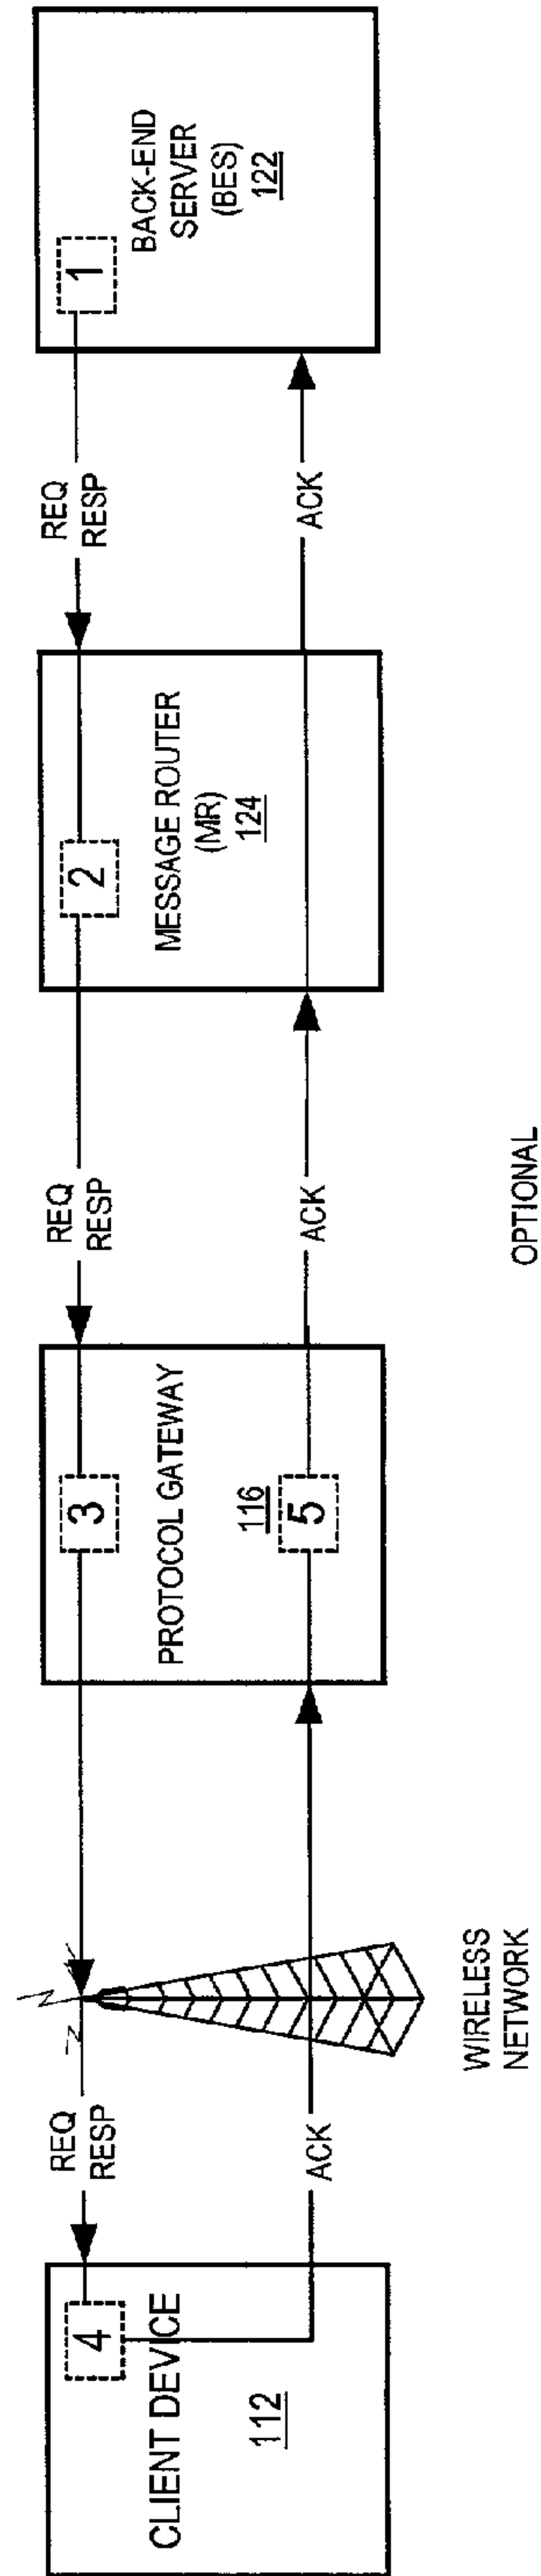 CLIENT DEVICE
112
4
REQ
RESP
ACK
WIRELESS
NETWORK
PROTOCOL GATEWAY
116
3
5
REQ
RESP
ACK
OPTIONAL
MESSAGE ROUTER
(MR)
124
2
REQ
RESP
ACK
BACK-END
SERVER
(BES)
122
1